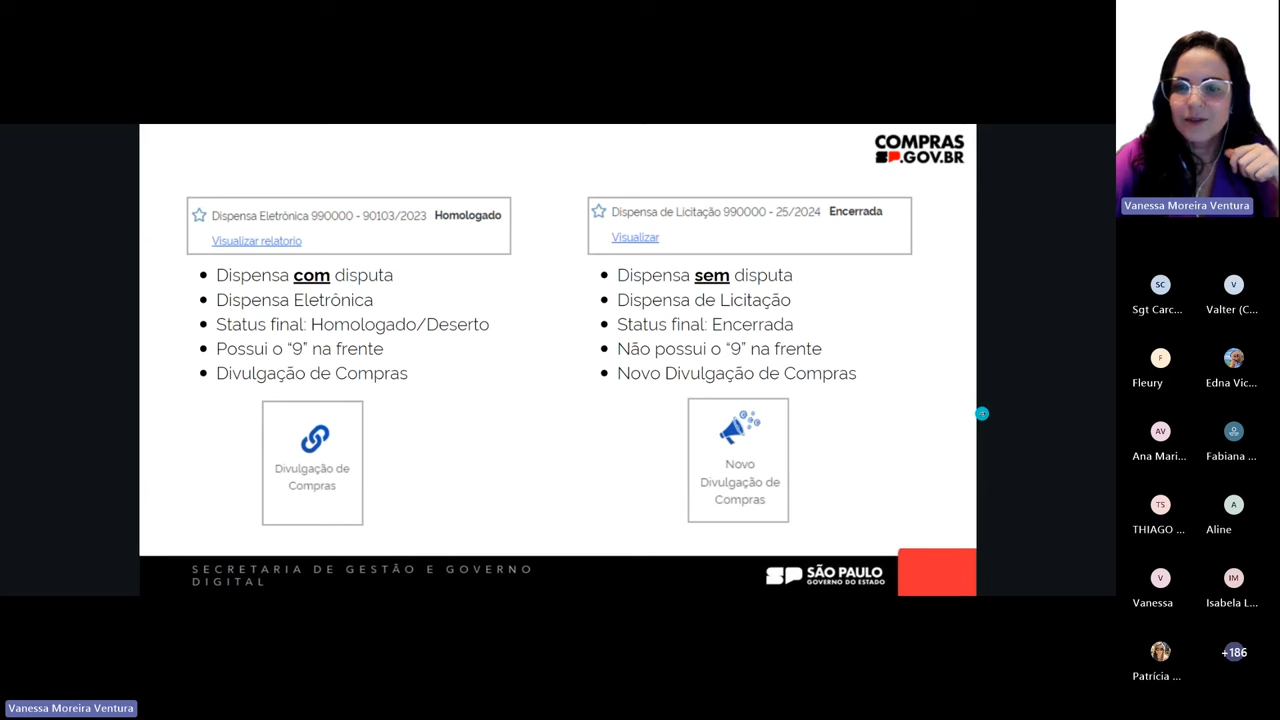 COMPRAS
SP.GOV.BR
Dispensa Eletrônica 990000 - 90103/2023 Homologado
Visualizar relatorio
Dispensa com disputa
Dispensa Eletrônica
Status final: Homologado/Deserto
Possui o “9” na frente
Divulgação de Compras
Divulgação de
Compras
Dispensa de Licitação 990000 - 25/2024 Encerrada
Visualizar
Dispensa sem disputa
Dispensa de Licitação
Status final: Encerrada
Não possui o “9” na frente
Novo Divulgação de Compras
Novo
Divulgação de
Compras
SECRETARIA DE GESTÃO E GOVERNO
DIGITAL
SP SÃO PAULO
GOVERNO DO ESTADO
Vanessa Moreira Ventura
SC V
Sgt Carc... Valter (C...
F
Fleury Edna Vic...
AV
Ana Mari... Fabiana ...
TS A
THIAGO ... Aline
V IM
Vanessa Isabela L...
+186
Patrícia ...
Vanessa Moreira Ventura